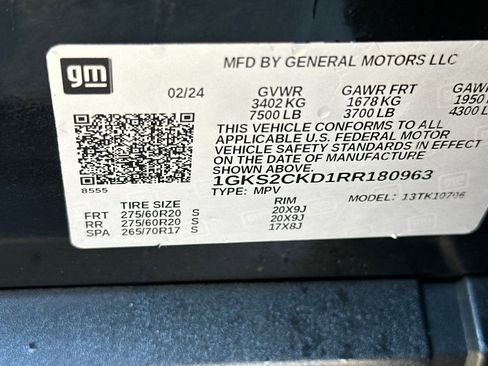 gm
MFD BY GENERAL MOTORS LLC
02/24 GVWR GAWR FRT GAW
3402 KG 1678 KG 1950
7500 LB 3700 LB 4300
THIS VEHICLE CONFORMS TO ALL
APPLICABLE U.S. FEDERAL MOTOR
VEHICLE SAFETY STANDARDS IN EFFECT
ON THE DATE OF MANUFACTURE
SHOWN ABOVE.
1GKS2CKD1RR180963
8555 TYPE: MPV MODEL: 13TK10706
TIRE SIZE RIM
FRT 275/60R20 S 20X9J
RR 275/60R20 S 20X9J
SPA 265/70R17 S 17X8J